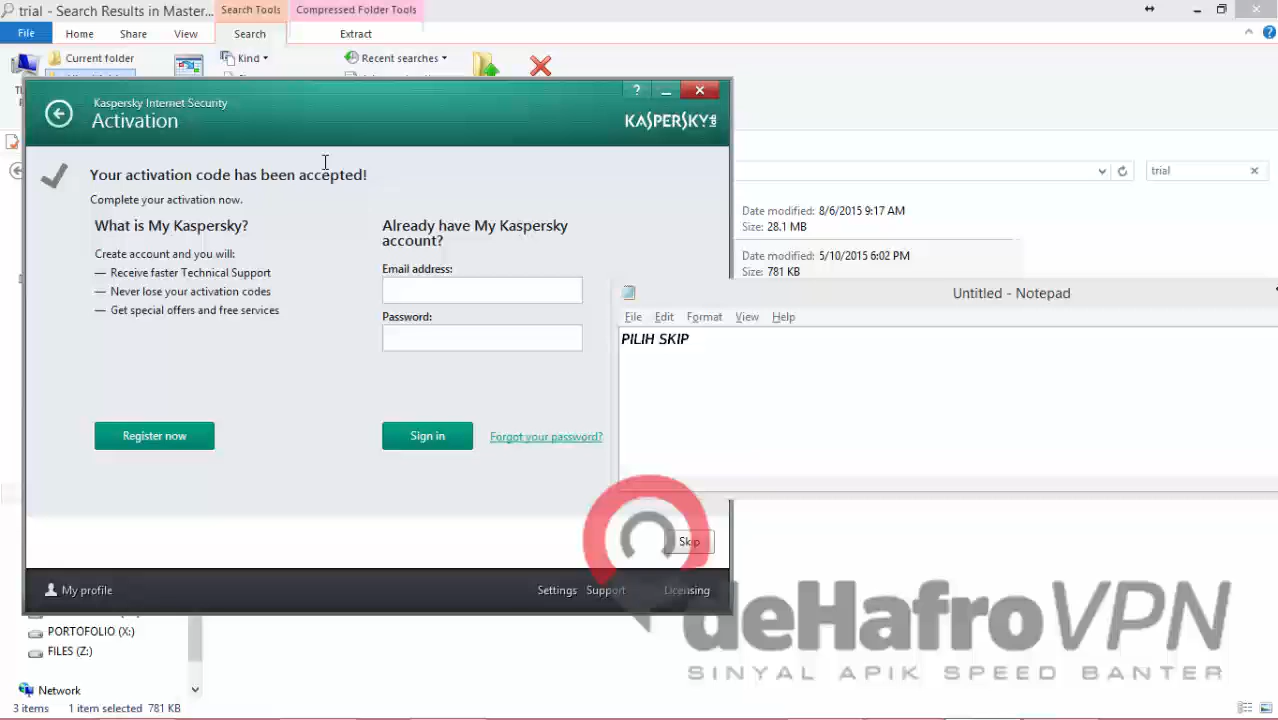 trial - Search Results in Master...
Search Tools
Compressed Folder Tools
File
Home
Share
View
Search
Extract
Current folder
Kind
Recent searches
Kaspersky Internet Security
Activation
KASPERSKY
trial
Your activation code has been accepted!
Complete your activation now.
What is My Kaspersky?
Create account and you will:
— Receive faster Technical Support
— Never lose your activation codes
— Get special offers and free services
Register now
Already have My Kaspersky
account?
Email address:
Password:
Sign in
Forgot your password?
Skip
My profile
Settings
Support
Licensing
Date modified: 8/6/2015 9:17 AM
Size: 28.1 MB
Date modified: 5/10/2015 6:02 PM
Size: 781 KB
Untitled - Notepad
File
Edit
Format
View
Help
PILIH SKIP
PORTOFOLIO (X:)
FILES (Z:)
Network
3 items
1 item selected 781 KB
deHafroVPN
SINYAL APIK SPEED BANTER